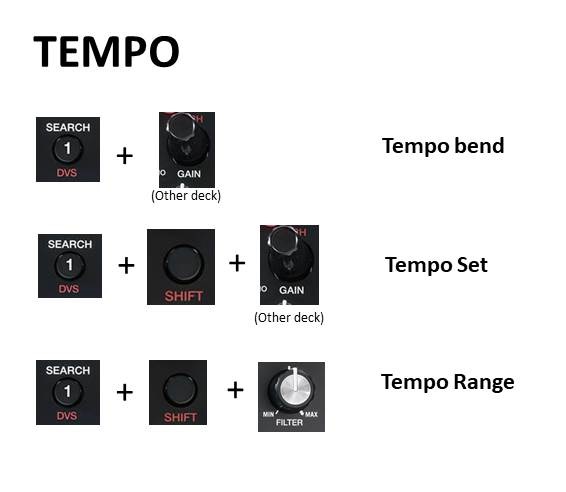 TEMPO
SEARCH
1
DVS
+
GAIN
(Other deck)
Tempo bend
SEARCH
1
DVS
+
SHIFT
+
GAIN
(Other deck)
Tempo Set
SEARCH
1
DVS
+
SHIFT
+
MIN MAX
FILTER
Tempo Range